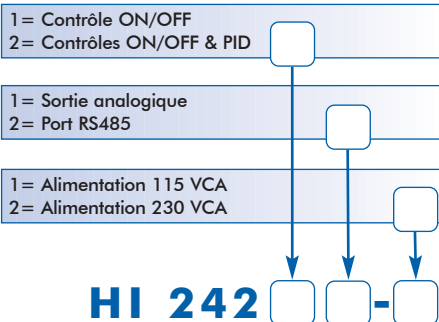 1= Contrôle ON/OFF
2= Contrôles ON/OFF & PID
1= Sortie analogique
2= Port RS485
1= Alimentation 115 VCA
2= Alimentation 230 VCA
HI 242 -